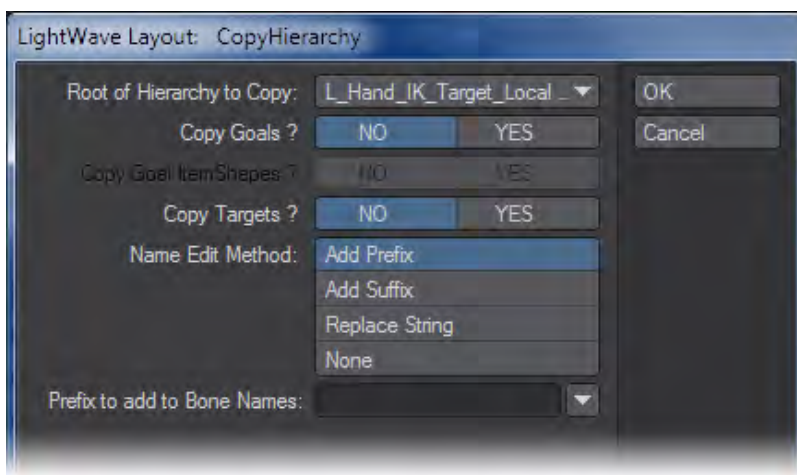 LightWave Layout: CopyHierarchy
Root of Hierarchy to Copy: L_Hand_IK_Target_Local ... OK
Copy Goals ? NO YES Cancel
Copy Goal ItemShapes ? NO YES
Copy Targets ? NO YES
Name Edit Method: Add Prefix
Add Suffix
Replace String
None
Prefix to add to Bone Names: